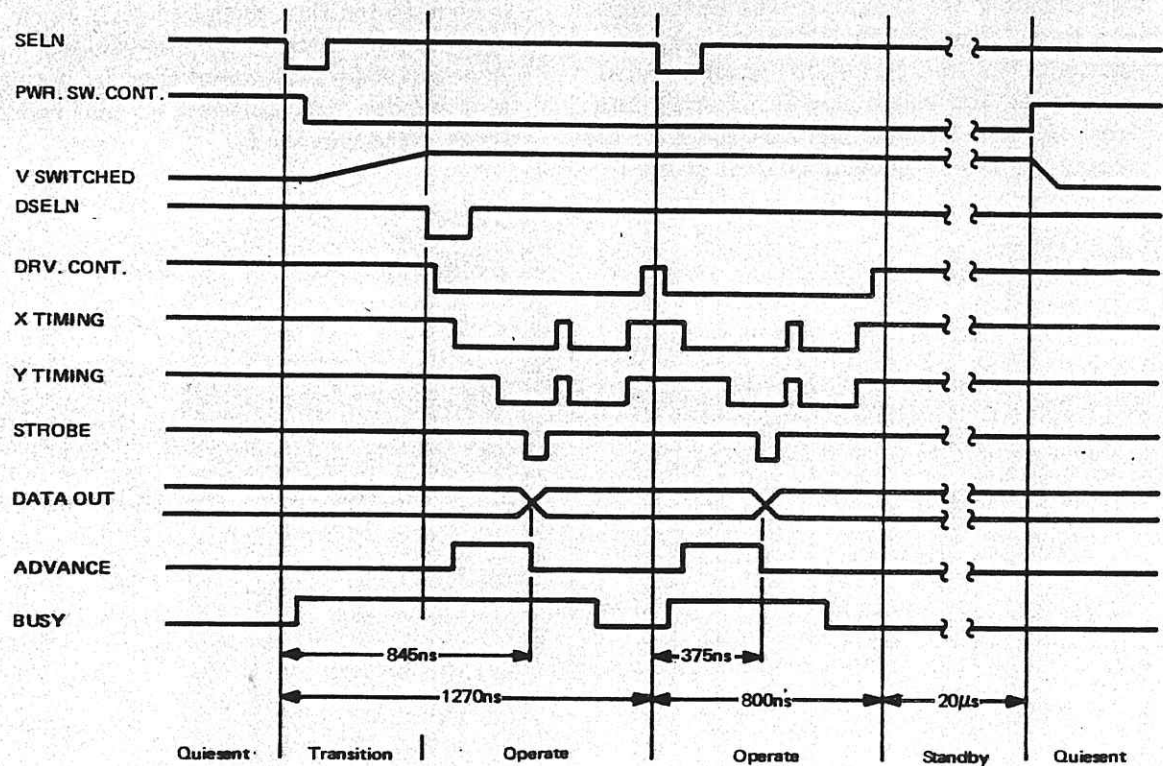 SELN
PWR. SW. CONT.
V SWITCHED
DSELN
DRV. CONT.
X TIMING
Y TIMING
STROBE
DATA OUT
ADVANCE
BUSY
845ns
375ns
1270ns
800ns
20µs
Quiesent
Transition
Operate
Operate
Standby
Quiesent